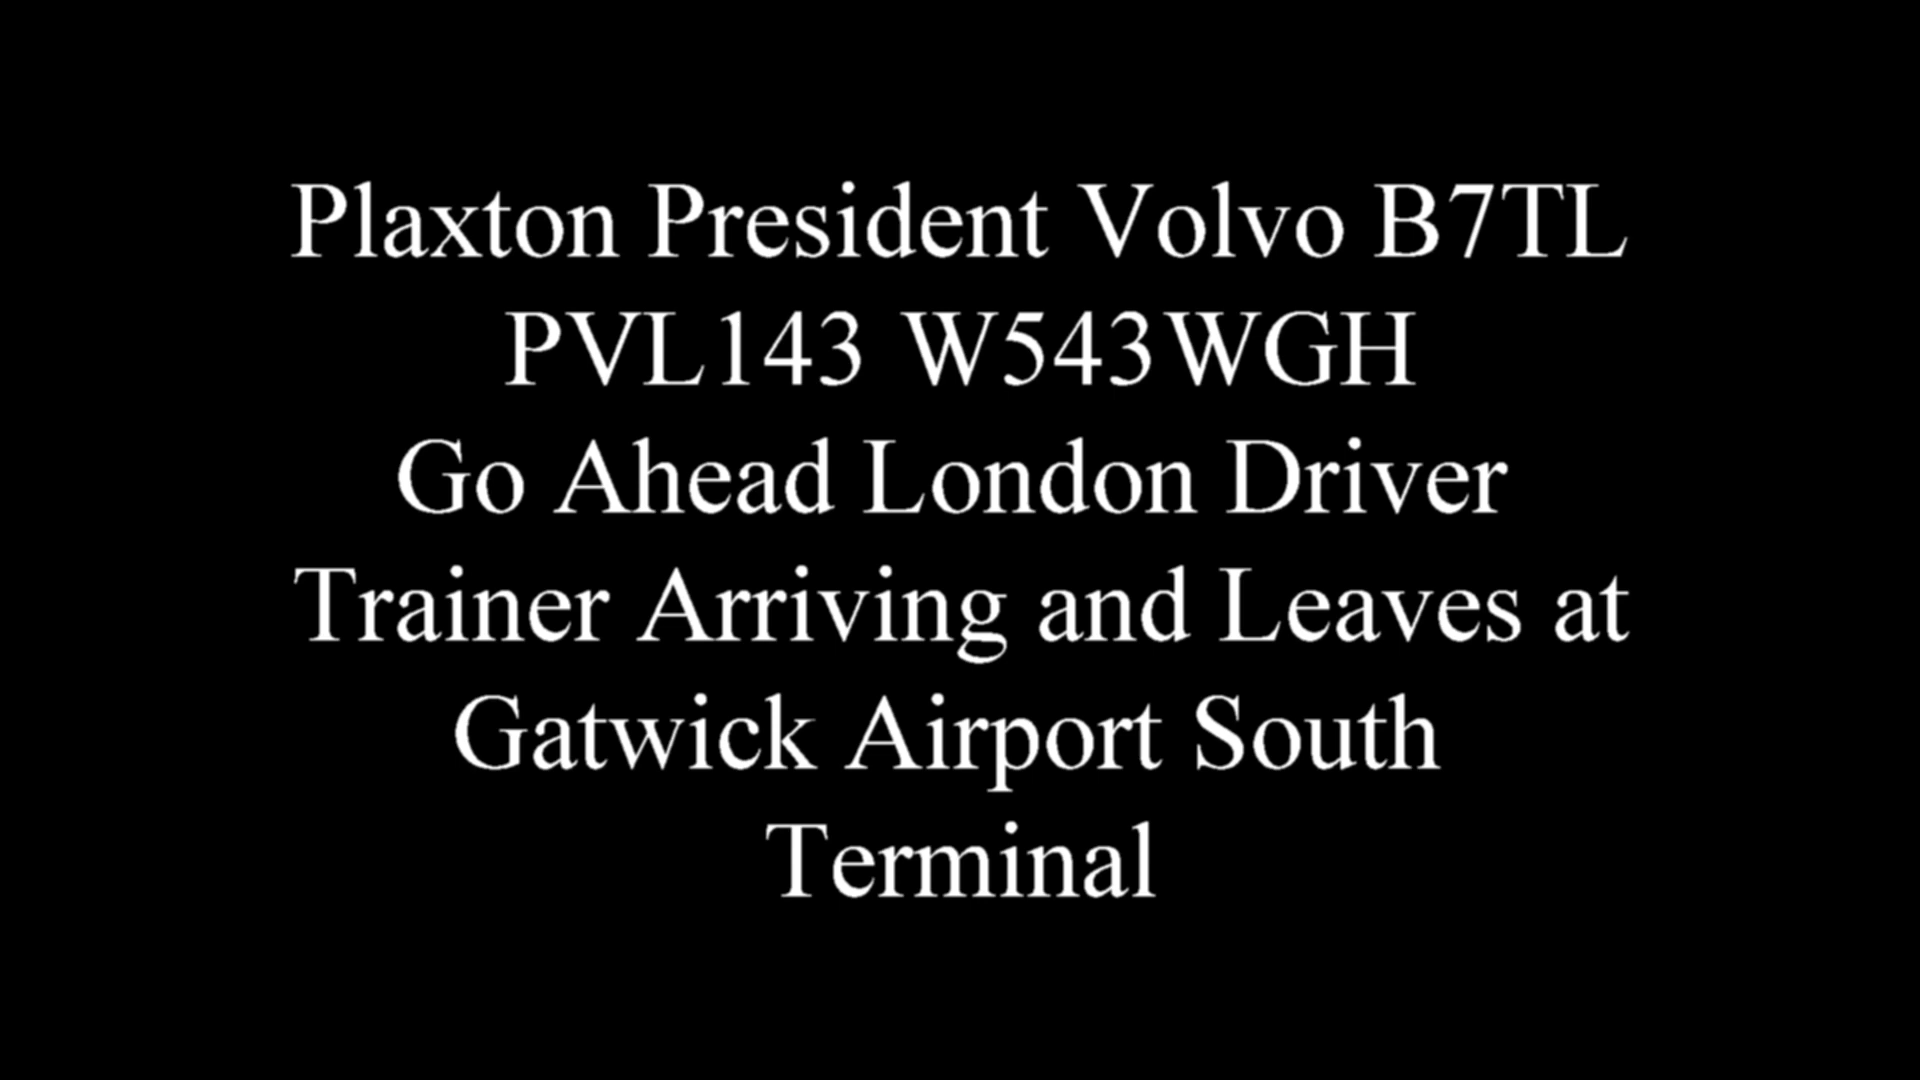 Plaxton President Volvo B7TL
PVL143 W543WGH
Go Ahead London Driver
Trainer Arriving and Leaves at
Gatwick Airport South
Terminal